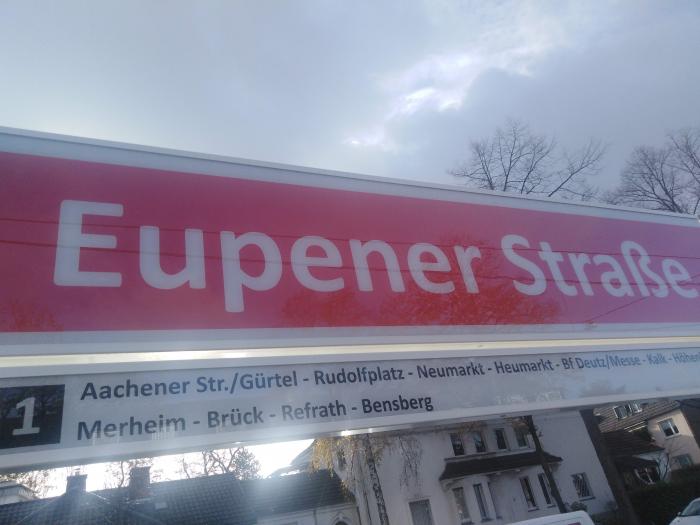 Eupener Straße
1
Aachener Str./Gürtel - Rudolfplatz - Neumarkt - Heumarkt - Bf Deutz/Messe - Kalk -
Merheim - Brück - Refrath - Bensberg